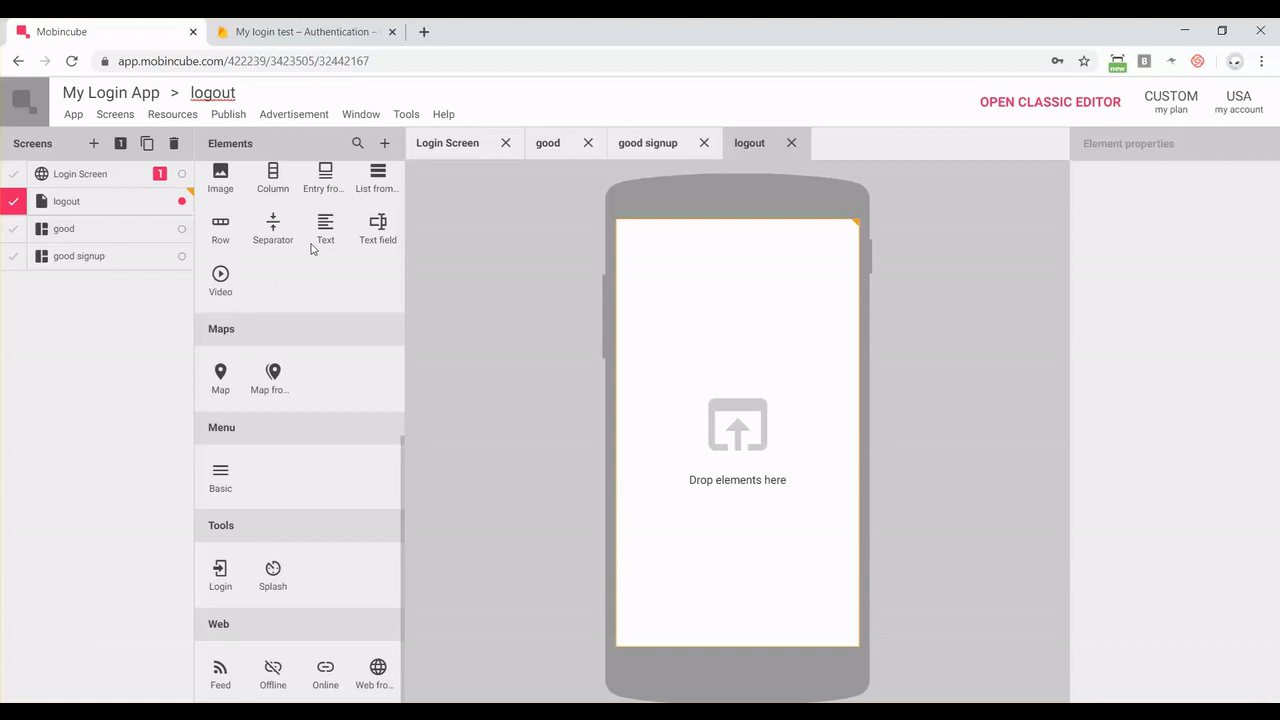 Mobincube
My login test – Authentication –
app.mobincube.com/422239/3423505/32442167
new
B
My Login App > logout
OPEN CLASSIC EDITOR
CUSTOM
my plan
USA
my account
App Screens Resources Publish Advertisement Window Tools Help
Screens
1
Elements
Login Screen
good
good signup
logout
Element properties
Login Screen 1
logout
good
good signup
Image Column Entry fro... List from...
Row Separator Text Text field
Video
Maps
Map Map fro...
Menu
Basic
Tools
Login Splash
Web
Feed Offline Online Web fro...
Drop elements here